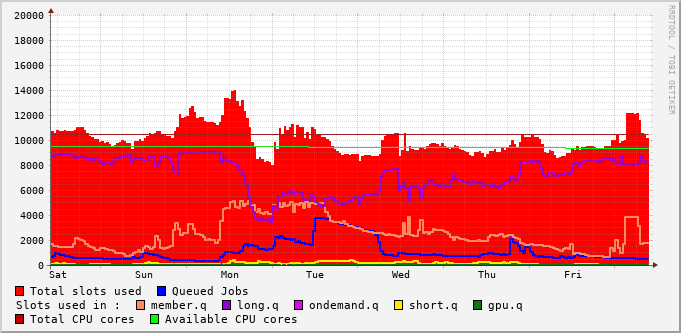 20000
18000
16000
14000
12000
10000
8000
6000
4000
2000
0
Sat Sun Mon Tue Wed Thu Fri
RRDTOOL / TOBI OETIKER
Total slots used Queued Jobs
Slots used in : member.q long.q ondemand.q short.q gpu.q
Total CPU cores Available CPU cores